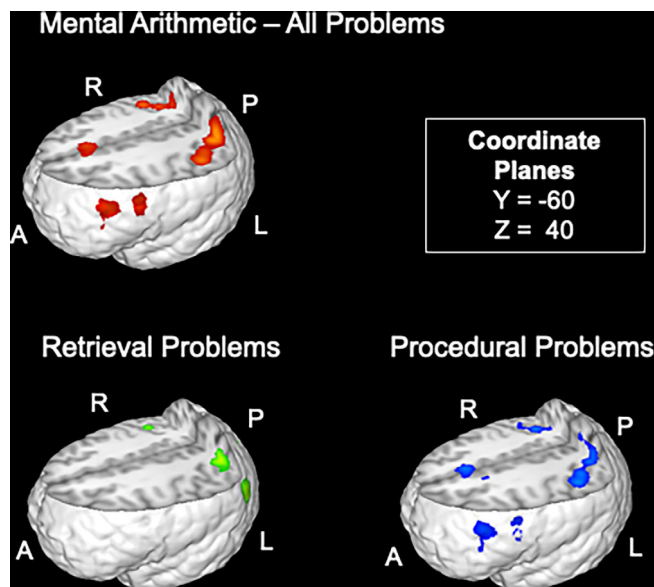 Mental Arithmetic – All Problems
R
P
Coordinate
Planes
Y = -60
Z = 40
A
L
Retrieval Problems
Procedural Problems
R
P
R
P
A
L
A
L